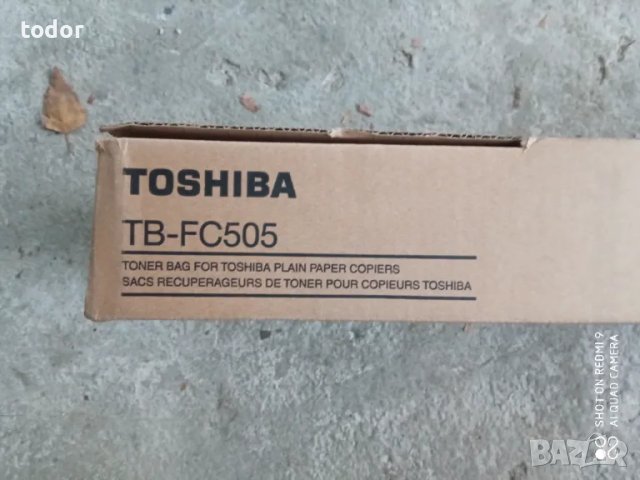 todor
TOSHIBA
TB-FC505
TONER BAG FOR TOSHIBA PLAIN PAPER COPIERS
SACS RECUPERAGEURS DE TONER POUR COPIEURS TOSHIBA
SHOT ON REDMI 9
AI QUAD CAMERA
BAZAR